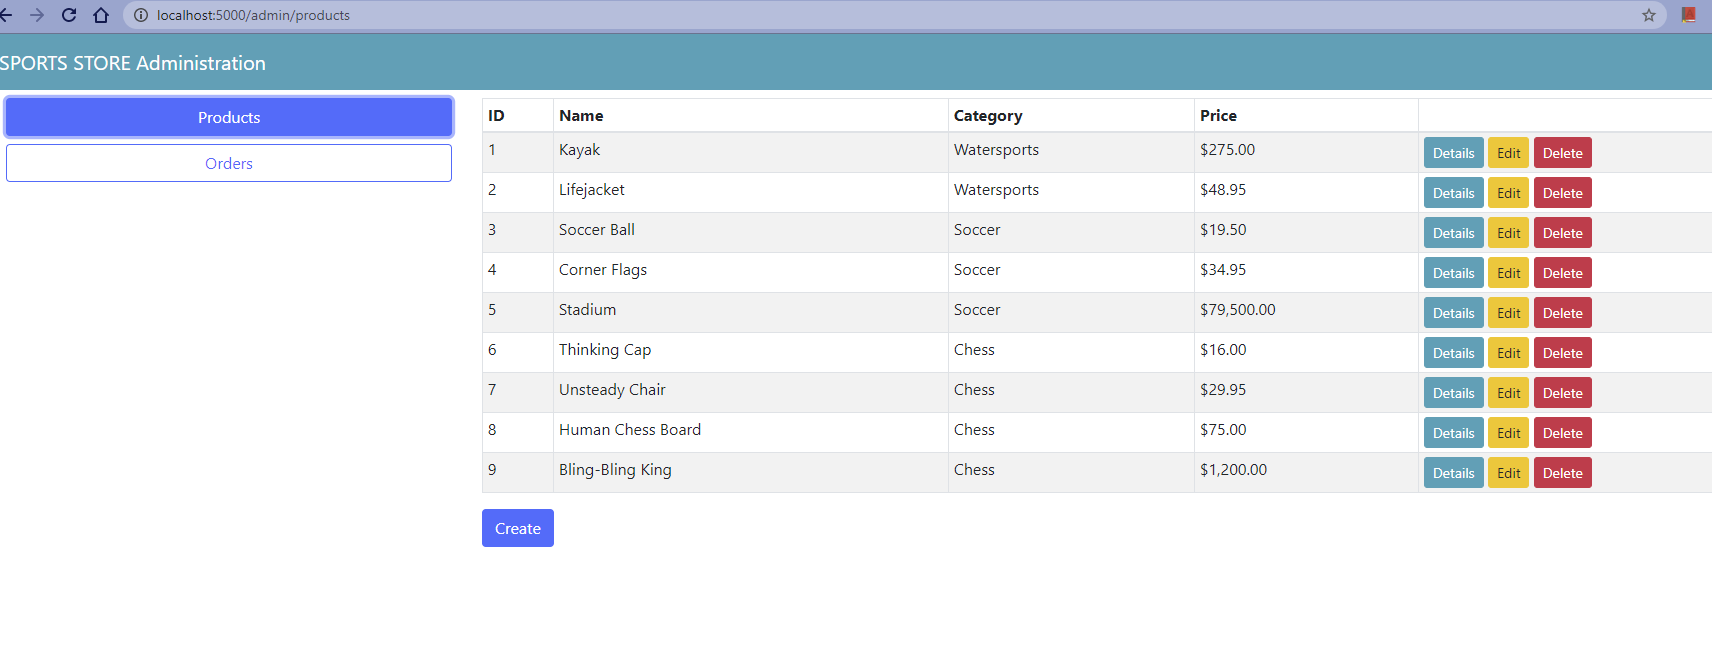 localhost:5000/admin/products
SPORTS STORE Administration
Products
Orders
ID Name Category Price
1 Kayak Watersports $275.00 Details Edit Delete
2 Lifejacket Watersports $48.95 Details Edit Delete
3 Soccer Ball Soccer $19.50 Details Edit Delete
4 Corner Flags Soccer $34.95 Details Edit Delete
5 Stadium Soccer $79,500.00 Details Edit Delete
6 Thinking Cap Chess $16.00 Details Edit Delete
7 Unsteady Chair Chess $29.95 Details Edit Delete
8 Human Chess Board Chess $75.00 Details Edit Delete
9 Bling-Bling King Chess $1,200.00 Details Edit Delete
Create